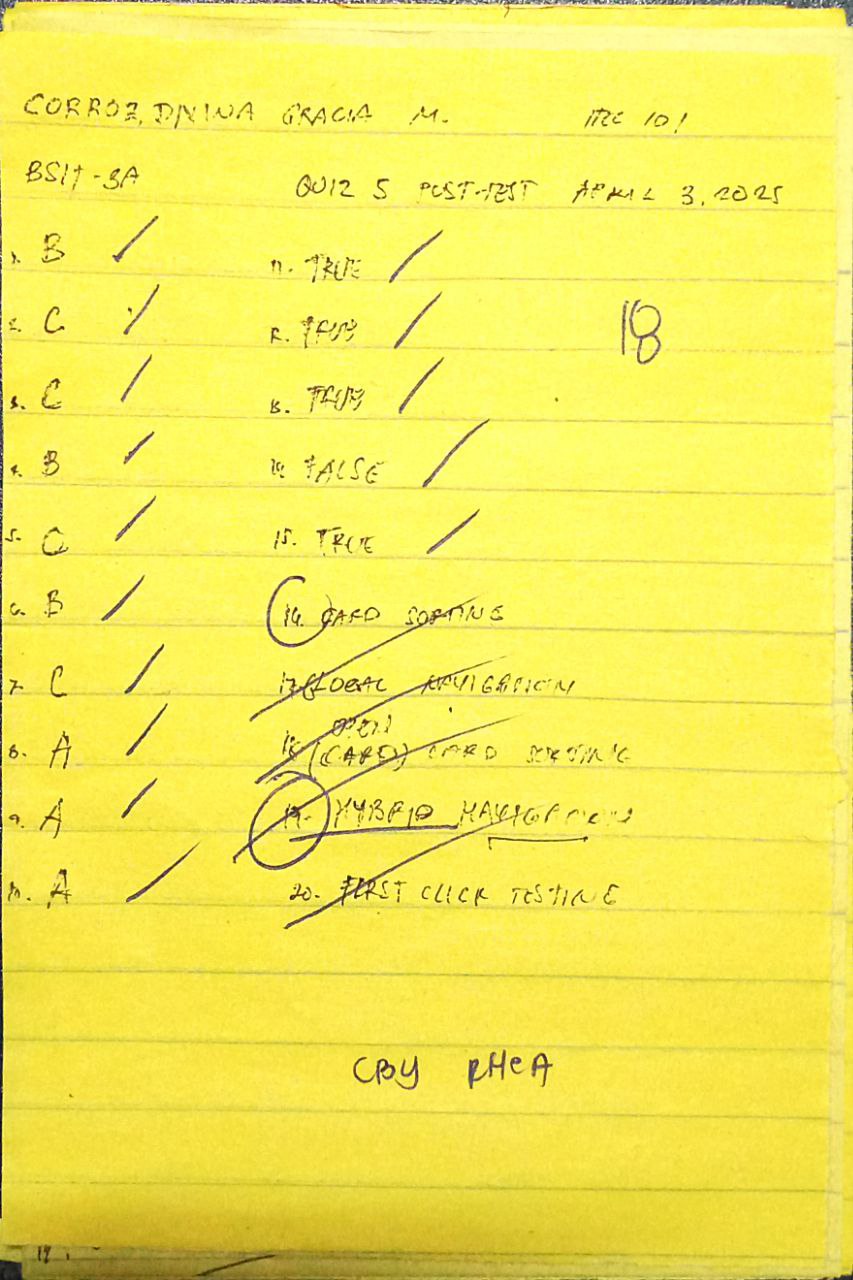 CORROZ, DIVINA GRACIA M. ITEC 101
BSIT-3A QUIZ 5 POST-TEST APRIL 3, 2025
1. B
2. C
3. C
4. B
5.
6. B
7. C
8. A
9. A
10. A
11. TRUE
12. TRUE
13. TRUE
14. FALSE
15. TRUE
18
16. CARD SORTING
17. GLOBAL NAVIGATION
OPEN
18. (CARD) CARD SORTING
19. HYBRID NAVIGATION
20. FIRST CLICK TESTING
CBY RHEA